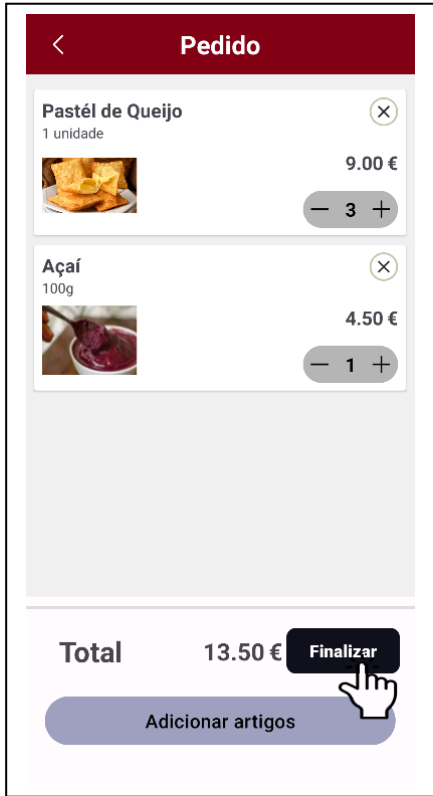 Pedido
Pastél de Queijo
1 unidade
9.00 €
3
Açaí
100g
4.50 €
1
Total 13.50 € Finalizar
Adicionar artigos